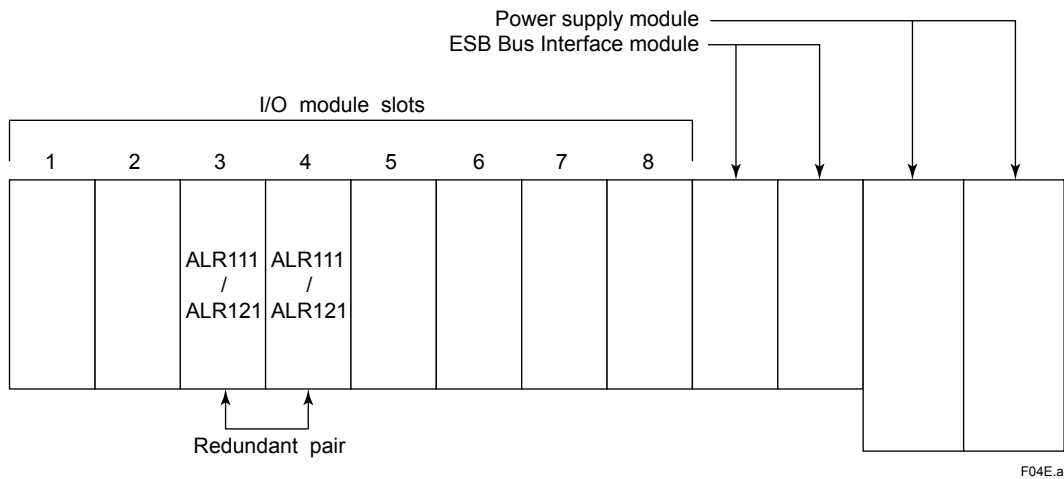 Power supply module
ESB Bus Interface module
I/O module slots
1 2 3 4 5 6 7 8
ALR111 ALR111
/ /
ALR121 ALR121
Redundant pair
F04E.ai